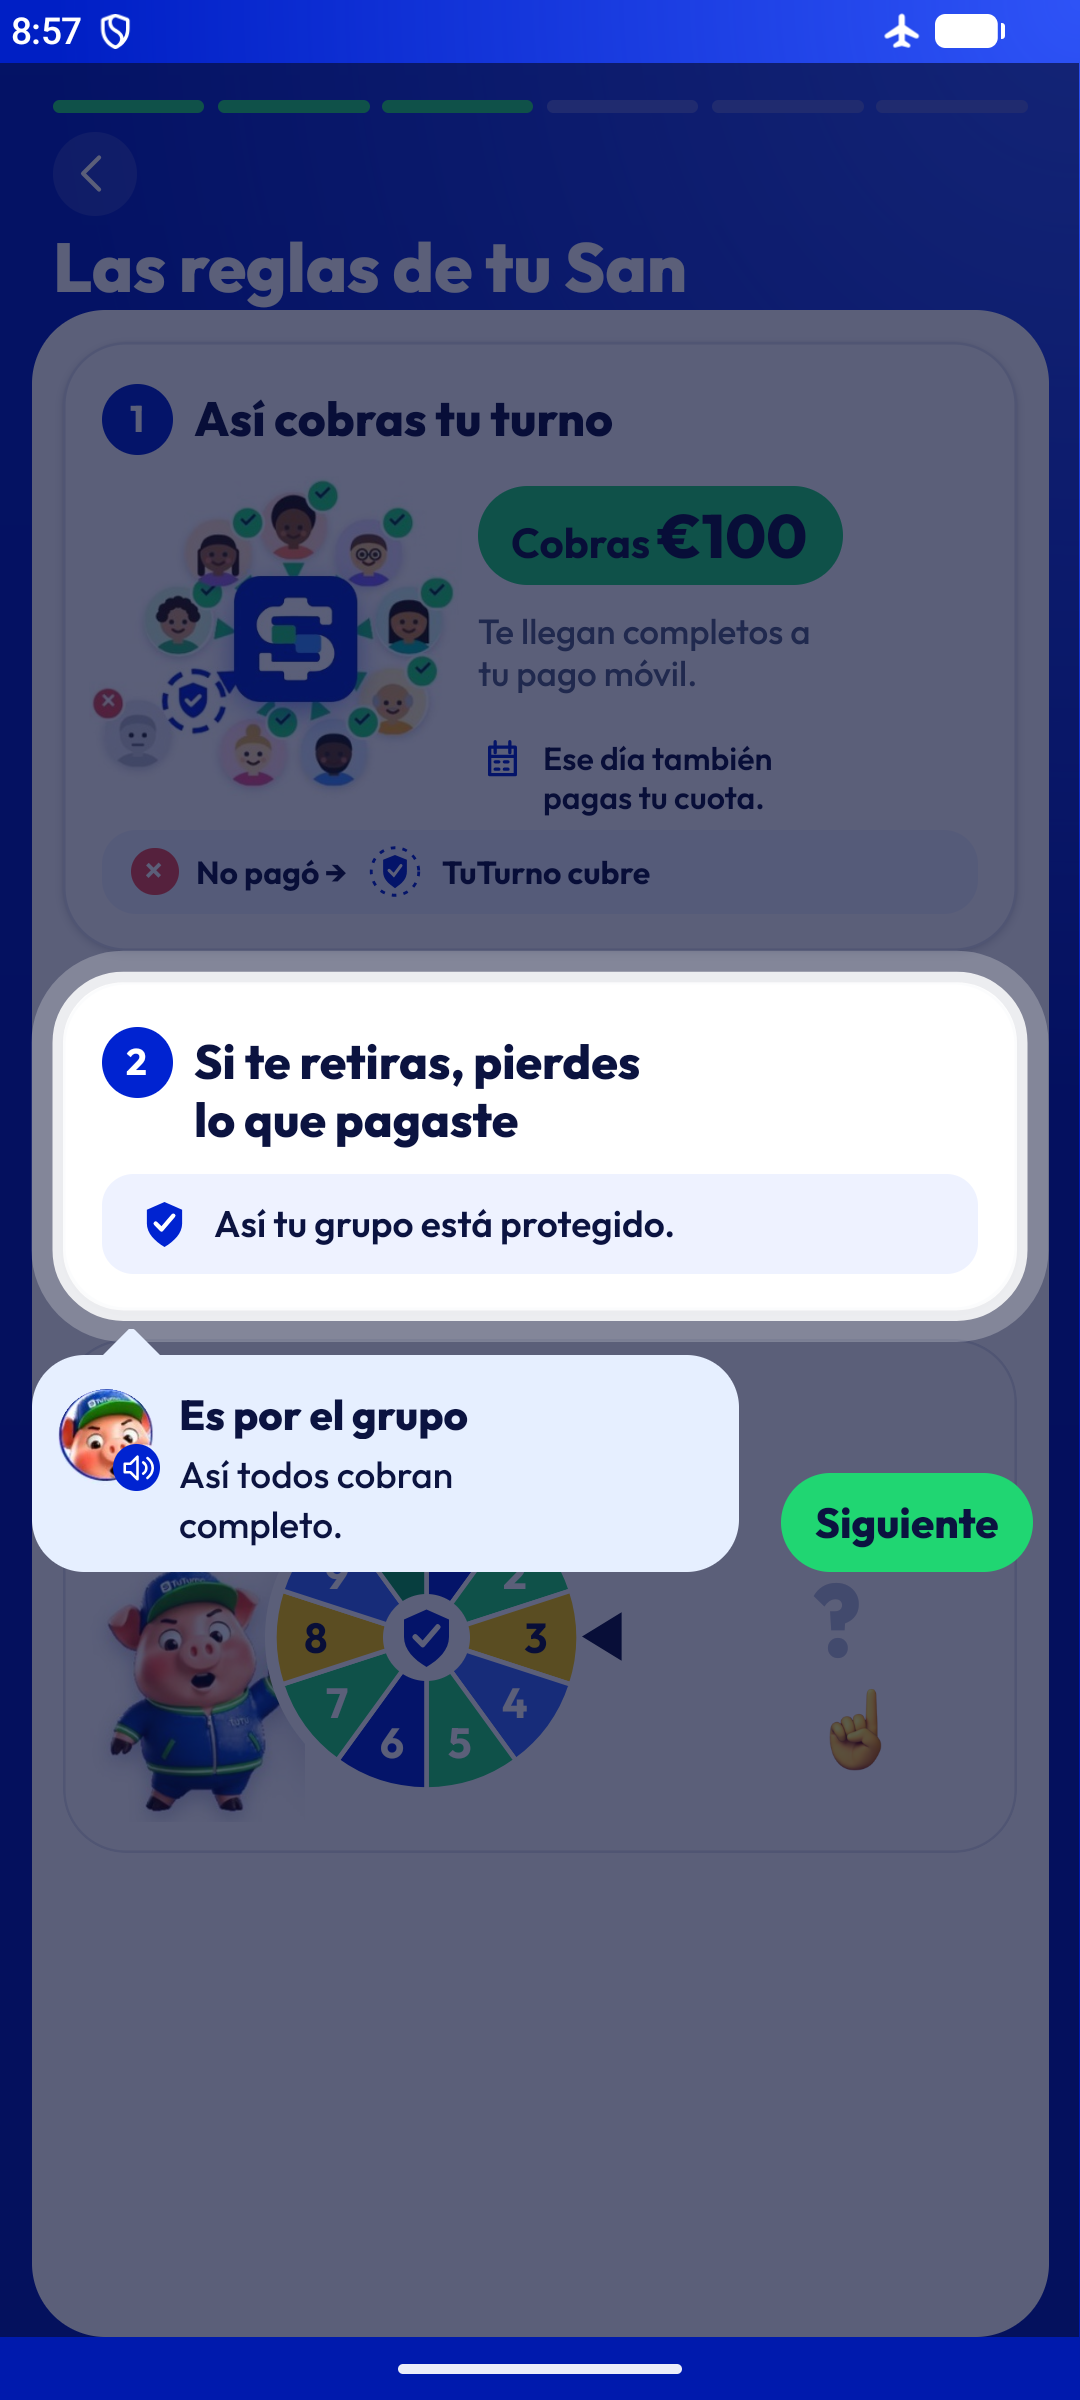 8:57
Las reglas de tu San
1 Así cobras tu turno
Cobras €100
Te llegan completos a
tu pago móvil.
Ese día también
pagas tu cuota.
No pagó → TuTurno cubre
2 Si te retiras, pierdes
lo que pagaste
Así tu grupo está protegido.
Es por el grupo
Así todos cobran
completo.
Siguiente
9 2
8 3
7 4
6 5
?